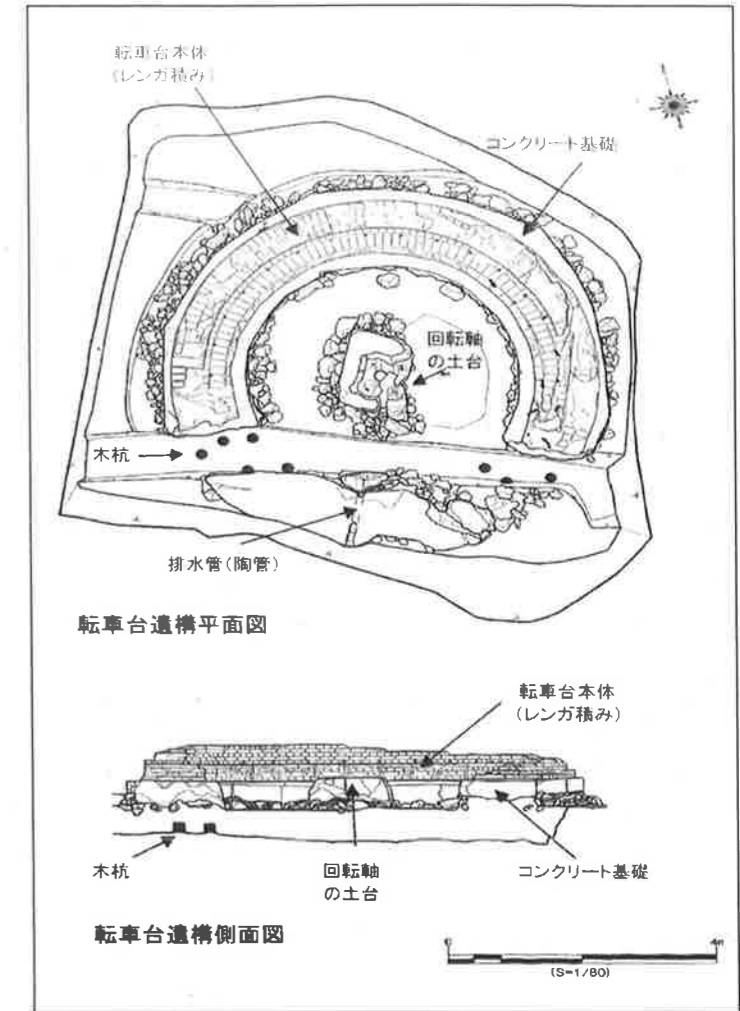 転車台本体
(レンガ積み)
コンクリート基礎
回転軸
の土台
木杭
排水管(陶管)
転車台遺構平面図
転車台本体
(レンガ積み)
木杭
回転軸
の土台
コンクリート基礎
転車台遺構側面図
0
4m
(S=1/80)